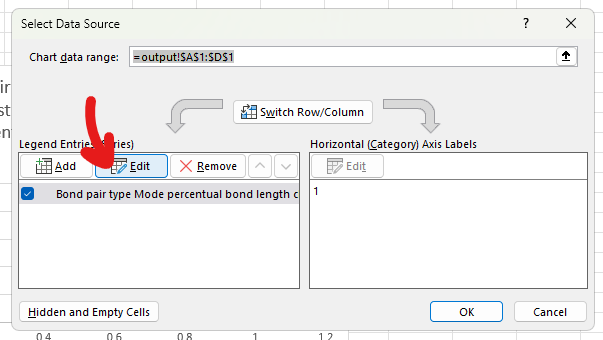 Select Data Source
?
Chart data range:
=output!$A$1:$D$1
ir
st
en
Switch Row/Column
Legend Entries (Series)
Horizontal (Category) Axis Labels
Add
Edit
Remove
Edit
Bond pair type Mode percentual bond length c
1
Hidden and Empty Cells
OK
Cancel
0.4 0.6 0.8 1 1.2